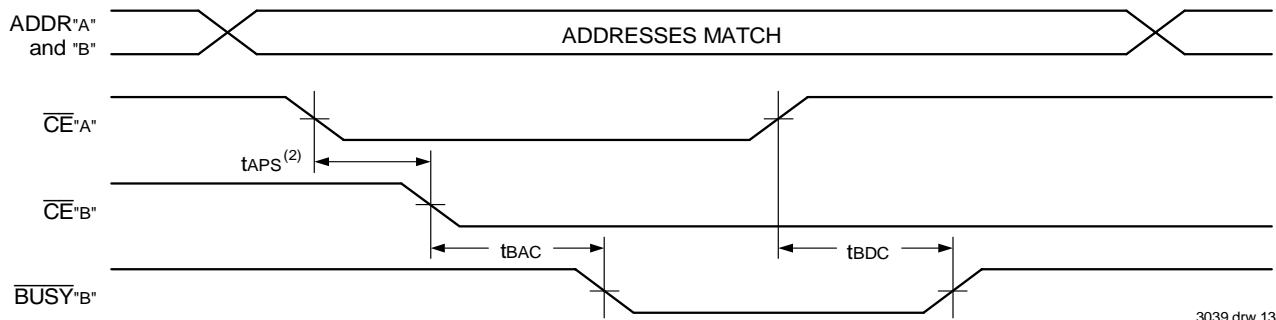 ADDR"A"
and "B"
ADDRESSES MATCH
CE"A"
tAPS(2)
CE"B"
tBAC
tBDC
BUSY"B"
3039 drw 13